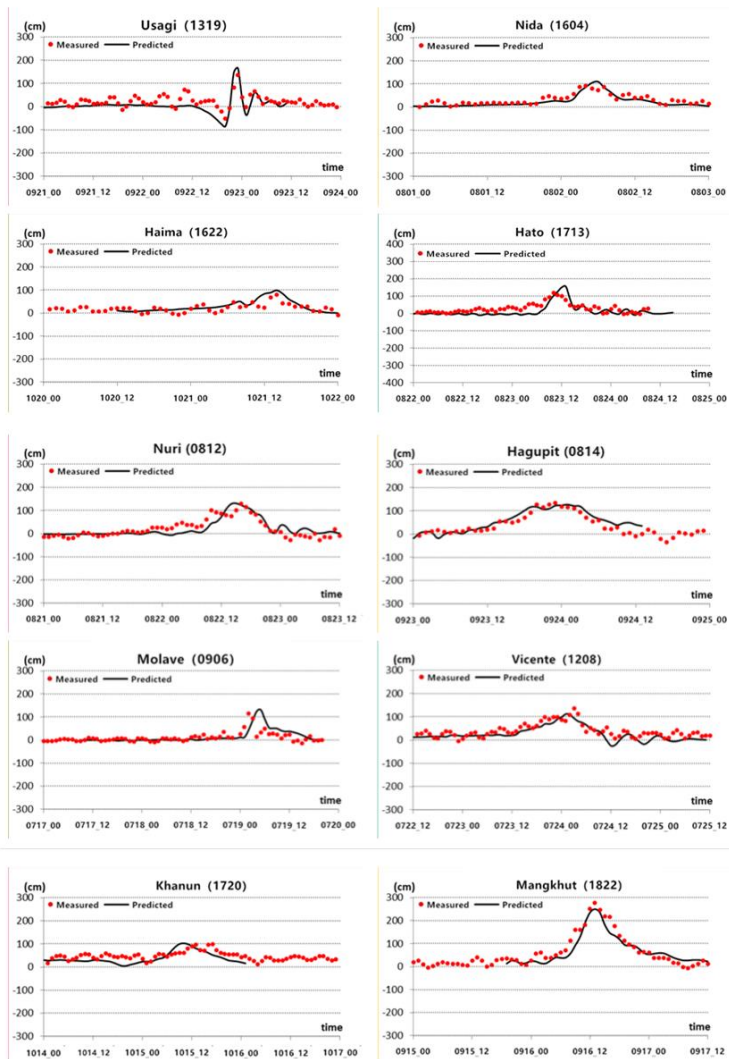 (cm) Usagi (1319)
300
Measured Predicted
200
100
0
-100
-200
-300
time
0921_00 0921_12 0922_00 0922_12 0923_00 0923_12 0924_00
(cm) Nida (1604)
300
Measured Predicted
200
100
0
-100
-200
-300
time
0801_00 0801_12 0802_00 0802_12 0803_00
(cm) Haima (1622)
300
Measured Predicted
200
100
0
-100
-200
-300
time
1020_00 1020_12 1021_00 1021_12 1022_00
(cm) Hato (1713)
400
Measured Predicted
300
200
100
0
-100
-200
-300
-400
time
0822_00 0822_12 0823_00 0823_12 0824_00 0824_12 0825_00
(cm) Nuri (0812)
300
Measured Predicted
200
100
0
-100
-200
-300
time
0821_00 0821_12 0822_00 0822_12 0823_00 0823_12
(cm) Hagupit (0814)
300
Measured Predicted
200
100
0
-100
-200
-300
time
0923_00 0923_12 0924_00 0924_12 0925_00
(cm) Molave (0906)
300
Measured Predicted
200
100
0
-100
-200
-300
time
0717_00 0717_12 0718_00 0718_12 0719_00 0719_12 0720_00
(cm) Vicente (1208)
300
Measured Predicted
200
100
0
-100
-200
-300
time
0722_12 0723_00 0723_12 0724_00 0724_12 0725_00 0725_12
(cm) Khanun (1720)
300
Measured Predicted
200
100
0
-100
-200
-300
time
1014_00 1014_12 1015_00 1015_12 1016_00 1016_12 1017_00
(cm) Mangkhut (1822)
300
Measured Predicted
200
100
0
-100
-200
-300
time
0915_00 0915_12 0916_00 0916_12 0917_00 0917_12